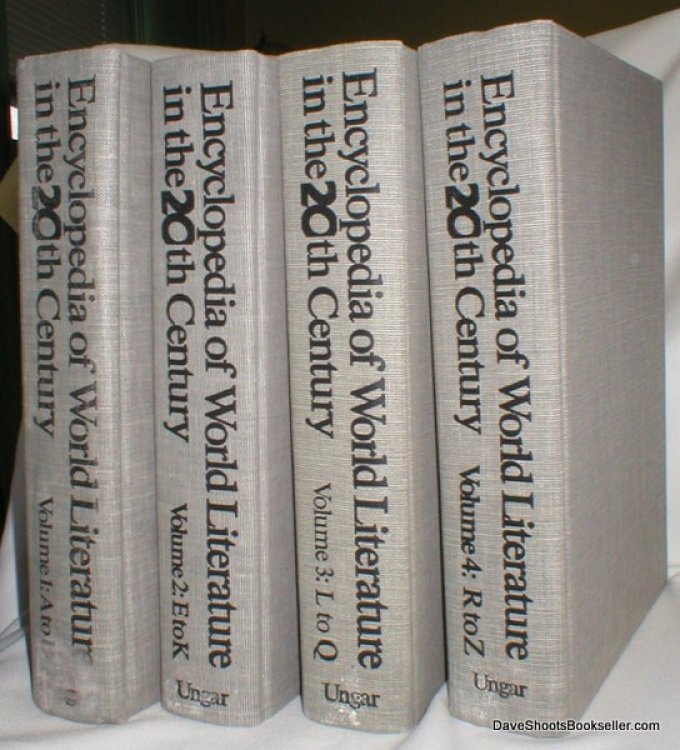 Encyclopedia of World Literatur
in the 20th Century
Volume 1: A to
Encyclopedia of World Literature
in the 20th Century
Volume 2: E to K
Ungar
Encyclopedia of World Literature
in the 20th Century
Volume 3: L to Q
Ungar
Encyclopedia of World Literature
in the 20th Century
Volume 4: R to Z
Ungar
DaveShootsBookseller.com